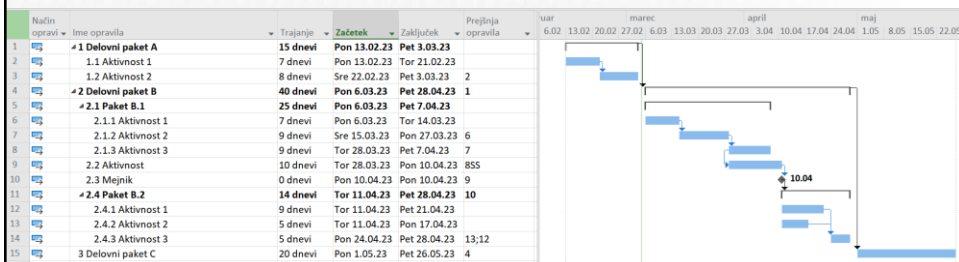 Način opravi Ime opravila Trajanje Začetek Zaključek Prejšnja opravila
uar marec april maj
6.02 13.02 20.02 27.02 6.03 13.03 20.03 27.03 3.04 10.04 17.04 24.04 1.05 8.05 15.05 22.05
1 1 Delovni paket A 15 dnevi Pon 13.02.23 Pet 3.03.23
2 1.1 Aktivnost 1 7 dnevi Pon 13.02.23 Tor 21.02.23
3 1.2 Aktivnost 2 8 dnevi Sre 22.02.23 Pet 3.03.23 2
4 2 Delovni paket B 40 dnevi Pon 6.03.23 Pet 28.04.23 1
5 2.1 Paket B.1 25 dnevi Pon 6.03.23 Pet 7.04.23
6 2.1.1 Aktivnost 1 7 dnevi Pon 6.03.23 Tor 14.03.23
7 2.1.2 Aktivnost 2 9 dnevi Sre 15.03.23 Pon 27.03.23 6
8 2.1.3 Aktivnost 3 9 dnevi Tor 28.03.23 Pet 7.04.23 7
9 2.2 Aktivnost 10 dnevi Tor 28.03.23 Pon 10.04.23 8SS
10 2.3 Mejnik 0 dnevi Pon 10.04.23 Pon 10.04.23 9 10.04
11 2.4 Paket B.2 14 dnevi Tor 11.04.23 Pet 28.04.23 10
12 2.4.1 Aktivnost 1 9 dnevi Tor 11.04.23 Pet 21.04.23
13 2.4.2 Aktivnost 2 5 dnevi Tor 11.04.23 Pon 17.04.23
14 2.4.3 Aktivnost 3 5 dnevi Pon 24.04.23 Pet 28.04.23 13;12
15 3 Delovni paket C 20 dnevi Pon 1.05.23 Pet 26.05.23 4